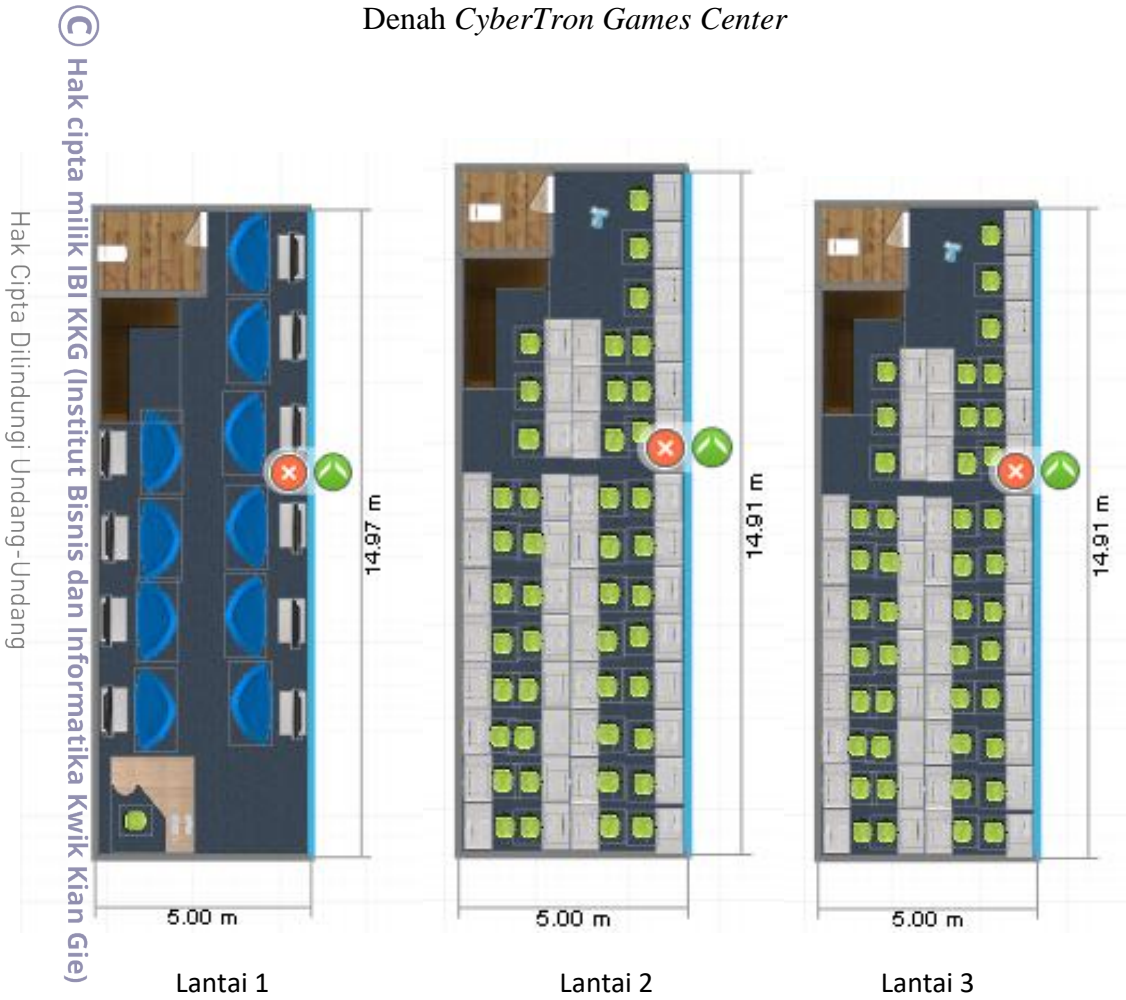 Denah CyberTron Games Center
© Hak cipta milik IBI KKG (Institut Bisnis dan Informatika Kwik Kian Gie)
Hak Cipta Dilindungi Undang-Undang
14.97 m
14.91 m
14.91 m
5.00 m
5.00 m
5.00 m
Lantai 1
Lantai 2
Lantai 3